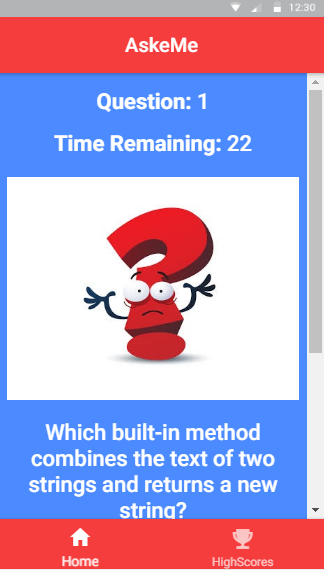 12:30
AskeMe
Question: 1
Time Remaining: 22
Which built-in method
combines the text of two
strings and returns a new
string?
Home
HighScores